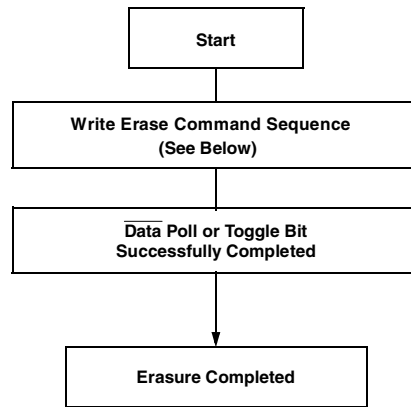 Start
Write Erase Command Sequence
(See Below)
Data Poll or Toggle Bit
Successfully Completed
Erasure Completed